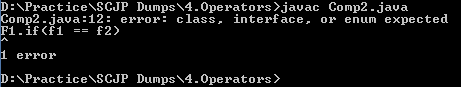 D:\Practice\SCJP Dumps\4.Operators>javac Comp2.java
Comp2.java:12: error: class, interface, or enum expected
F1.if(f1 == f2)
^
1 error
D:\Practice\SCJP Dumps\4.Operators>